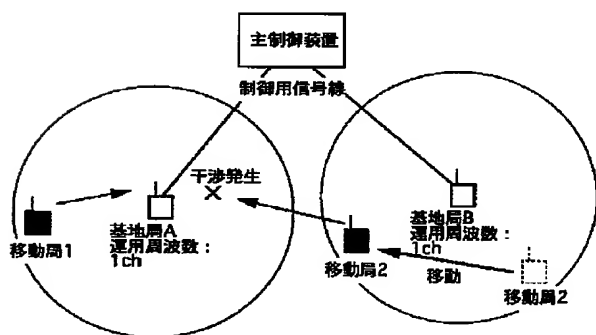 主制御装置
制御用信号線
干渉発生
移動局1
基地局A
運用周波数：
1ch
移動局2
基地局B
運用周波数：
1ch
移動
移動局2